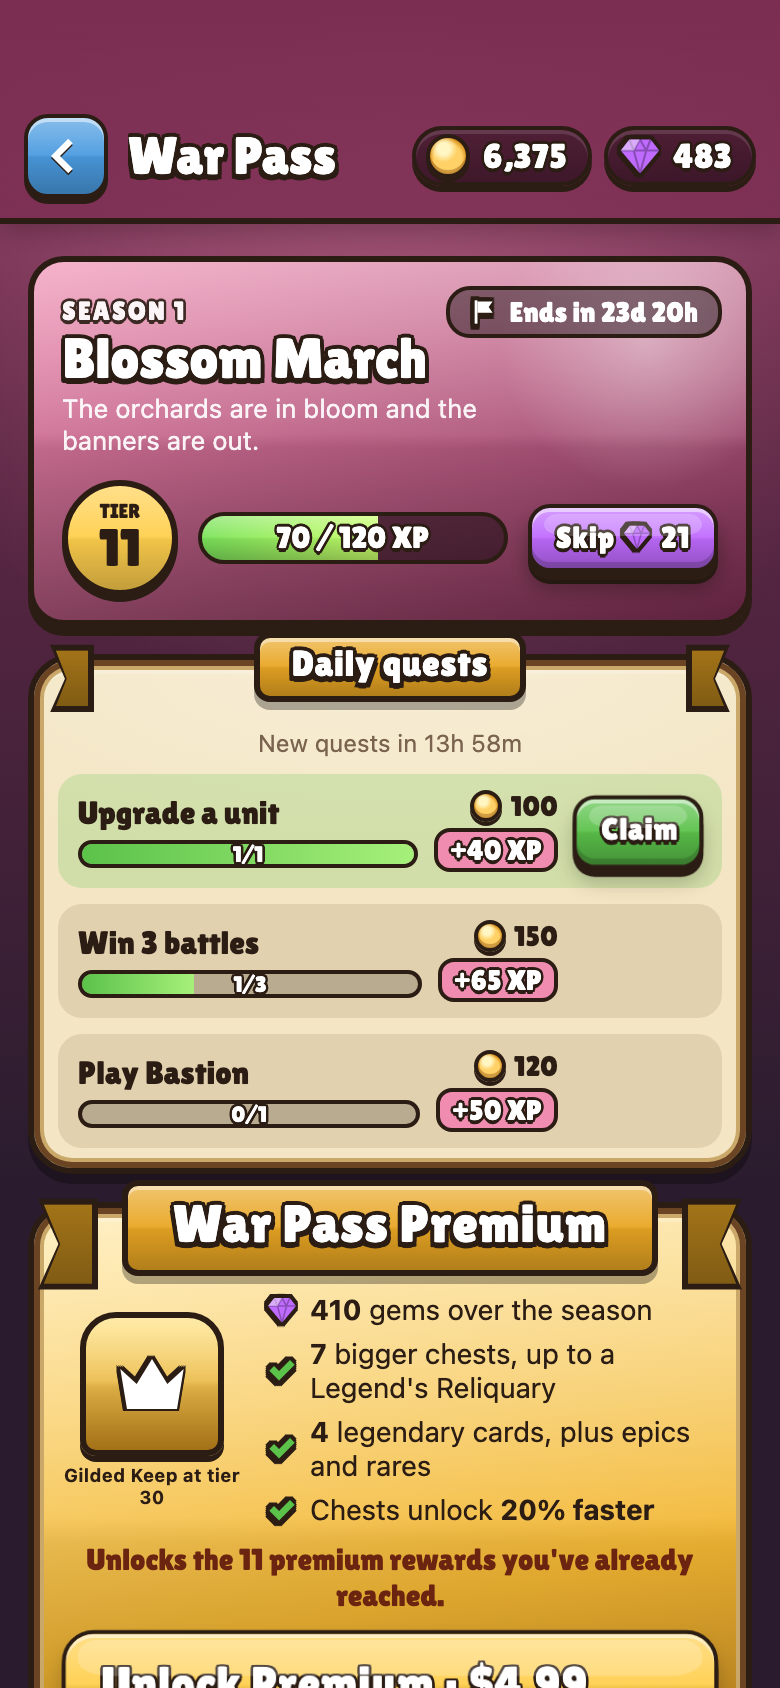 War Pass
6,375
483
SEASON 1
Ends in 23d 20h
Blossom March
The orchards are in bloom and the
banners are out.
TIER
11
70 / 120 XP
Skip 21
Daily quests
New quests in 13h 58m
Upgrade a unit
1/1
100
+40 XP
Claim
Win 3 battles
1/3
150
+65 XP
Play Bastion
0/1
120
+50 XP
War Pass Premium
Gilded Keep at tier
30
410 gems over the season
7 bigger chests, up to a
Legend's Reliquary
4 legendary cards, plus epics
and rares
Chests unlock 20% faster
Unlocks the 11 premium rewards you've already
reached.
Unlock Premium · $4.99